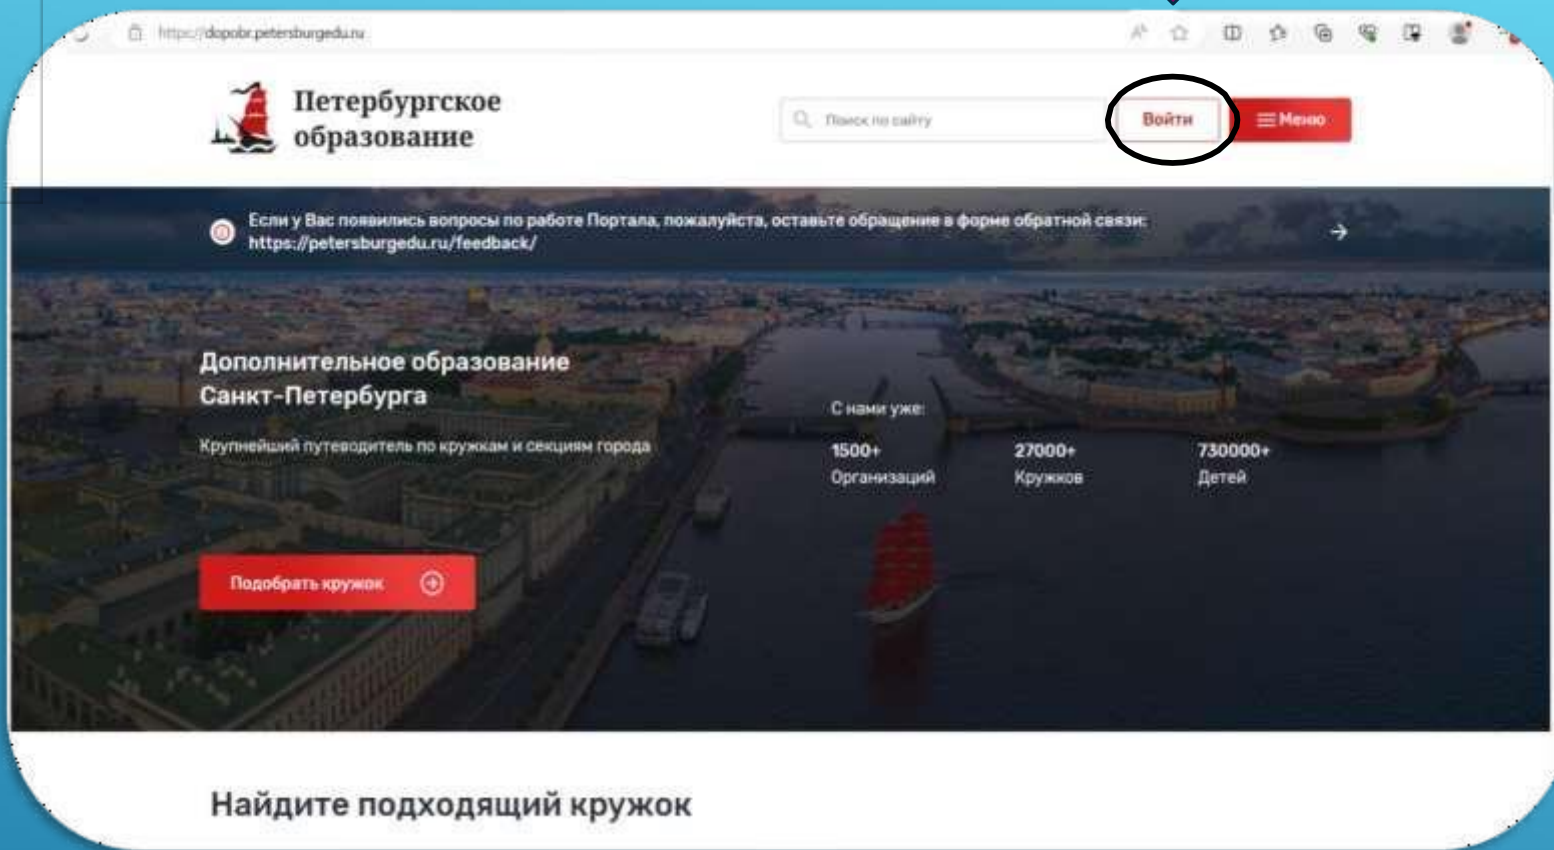 https://dopobr.petersburgedu.ru
Петербургское
образование
Поиск по сайту
Войти
Меню
Если у Вас появились вопросы по работе Портала, пожалуйста, оставьте обращение в форме обратной связи:
https://petersburgedu.ru/feedback/
Дополнительное образование
Санкт-Петербурга
Крупнейший путеводитель по кружкам и секциям города
С нами уже:
1500+ 27000+ 730000+
Организаций Кружков Детей
Подобрать кружок
Найдите подходящий кружок